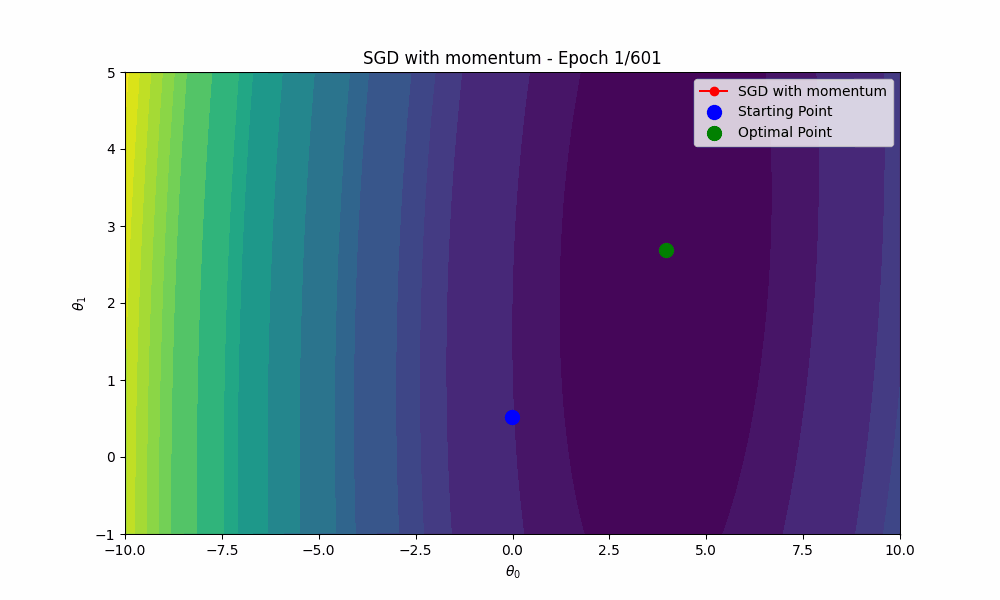 SGD with momentum - Epoch 1/601
SGD with momentum
Starting Point
Optimal Point
5
4
3
2
1
0
−1
θ₁
−10.0 −7.5 −5.0 −2.5 0.0 2.5 5.0 7.5 10.0
θ₀